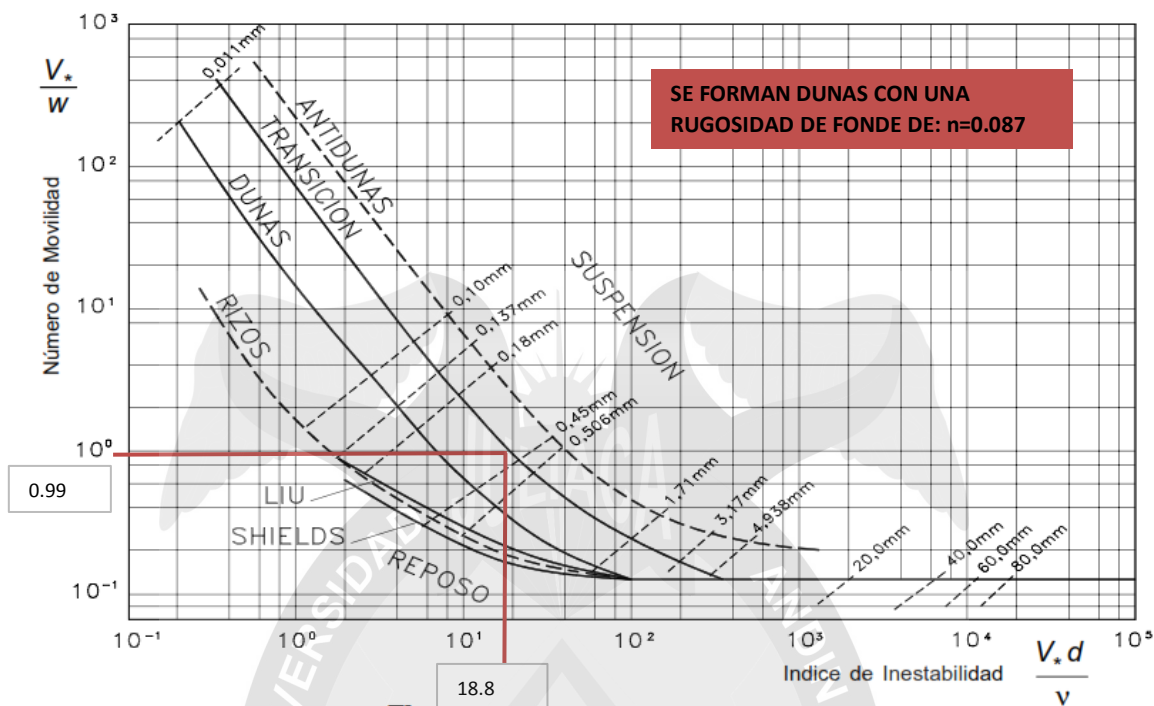 10³
V*
w
Número de Movilidad
10²
10¹
10⁰
10⁻¹
0.99
0,011mm
ANTIDUNAS
TRANSICION
DUNAS
RIZOS
SE FORMAN DUNAS CON UNA
RUGOSIDAD DE FONDE DE: n=0.087
SUSPENSION
0,10mm
0,137mm
0,18mm
0,45mm
0,506mm
1,71mm
3,17mm
4,938mm
20,0mm
40,0mm
60,0mm
80,0mm
LIU
SHIELDS
REPOSO
10⁻¹
10⁰
10¹
10²
10³
10⁴
10⁵
18.8
Indice de Inestabilidad
V* d
ν
UAC
VERSIDAD
ANDIN